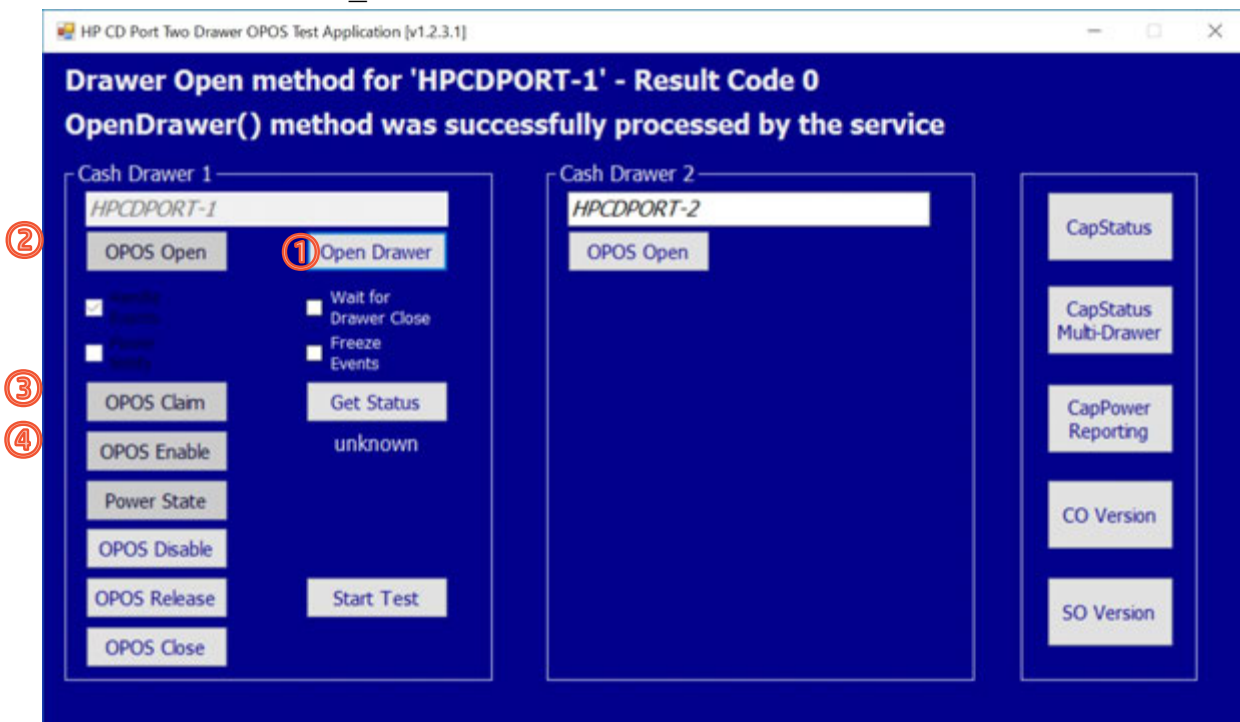 HP CD Port Two Drawer OPOS Test Application [v1.2.3.1]
Drawer Open method for 'HPCDPORT-1' - Result Code 0
OpenDrawer() method was successfully processed by the service
Cash Drawer 1
HPCDPORT-1
② OPOS Open
① Open Drawer
Wait for
Drawer Close
Freeze
Events
③ OPOS Claim
Get Status
④ OPOS Enable
unknown
Power State
OPOS Disable
OPOS Release
Start Test
OPOS Close
Cash Drawer 2
HPCDPORT-2
OPOS Open
CapStatus
CapStatus
Multi-Drawer
CapPower
Reporting
CO Version
SO Version